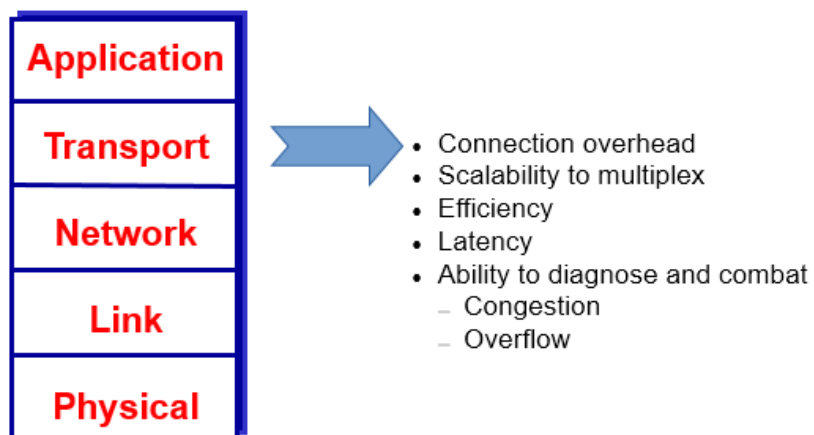 Application
Transport
Network
Link
Physical
• Connection overhead
• Scalability to multiplex
• Efficiency
• Latency
• Ability to diagnose and combat
– Congestion
– Overflow